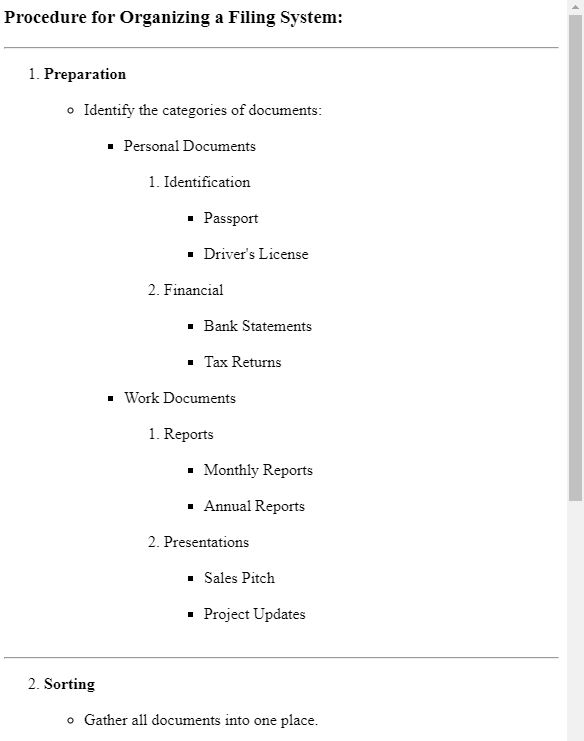 Procedure for Organizing a Filing System:
1. Preparation
Identify the categories of documents:
Personal Documents
1. Identification
Passport
Driver's License
2. Financial
Bank Statements
Tax Returns
Work Documents
1. Reports
Monthly Reports
Annual Reports
2. Presentations
Sales Pitch
Project Updates
2. Sorting
Gather all documents into one place.